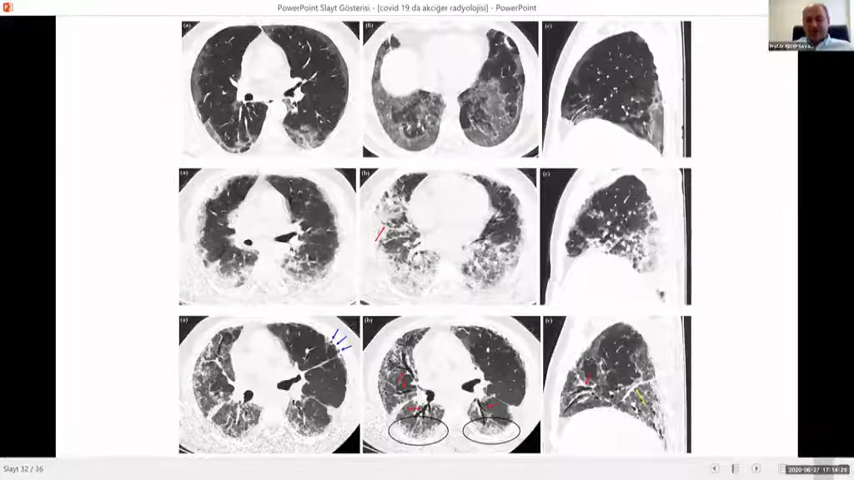 PowerPoint Slayt Gösterisi - [covid 19 da akciğer radyolojisi] - PowerPoint
(a)
(b)
(c)
(a)
(b)
(c)
(a)
(b)
(c)
Slayt 32 / 36
2020-06-27 17:14:26